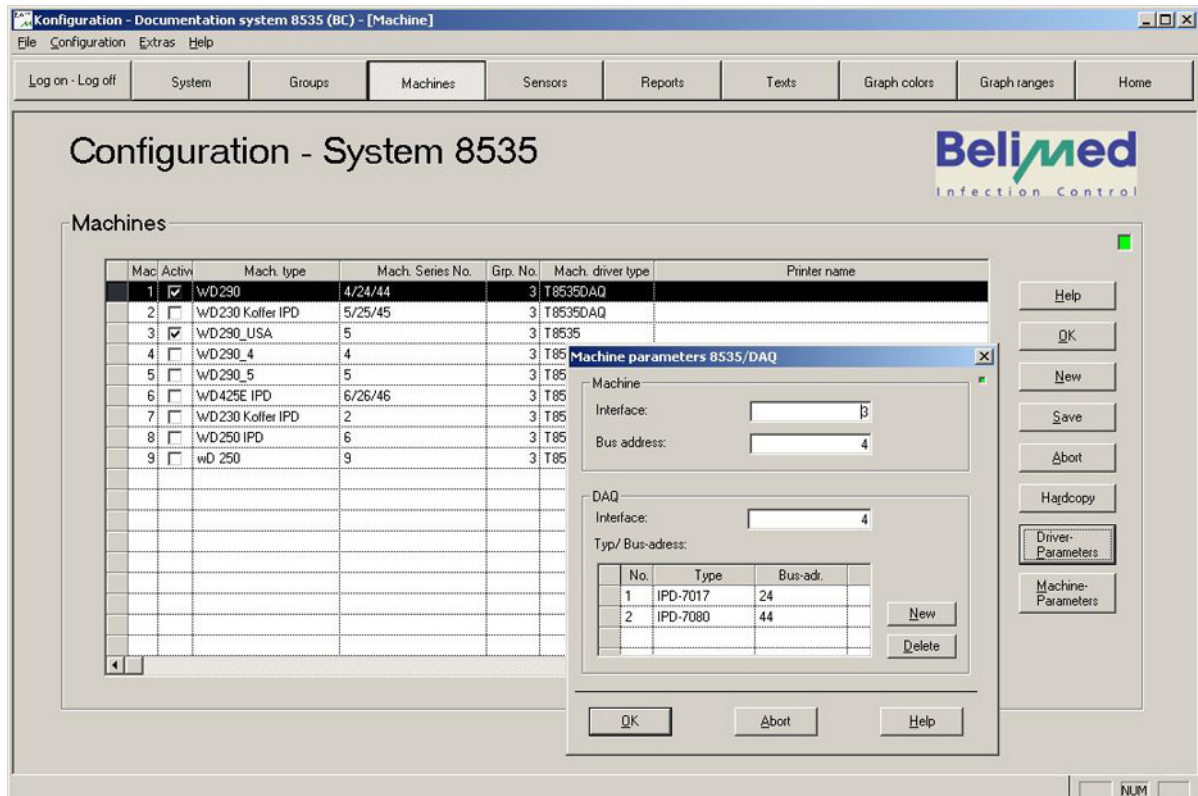 Konfiguration - Documentation system 8535 (BC) - [Machine]
File Configuration Extras Help
Log on - Log off System Groups Machines Sensors Reports Texts Graph colors Graph ranges Home
Configuration - System 8535
Belimed
Infection Control
Machines
Mac Active Mach. type Mach. Series No. Grp. No. Mach. driver type Printer name
1 WD290 4/24/44 3 T8535DAQ
2 WD230 Koffer IPD 5/25/45 3 T8535DAQ
3 WD290_USA 5 3 T8535
4 WD290_4 4 3 T85
5 WD290_5 5 3 T85
6 WD425E IPD 6/26/46 3 T85
7 WD230 Koffer IPD 2 3 T85
8 WD250 IPD 6 3 T85
9 wD 250 9 3 T85
Help
OK
New
Save
Abort
Hardcopy
Driver-
Parameters
Machine-
Parameters
Machine parameters 8535/DAQ
Machine
Interface: 3
Bus address: 4
DAQ
Interface: 4
Typ/ Bus-adress:
No. Type Bus-adr.
1 IPD-7017 24
2 IPD-7080 44
New
Delete
OK Abort Help
NUM